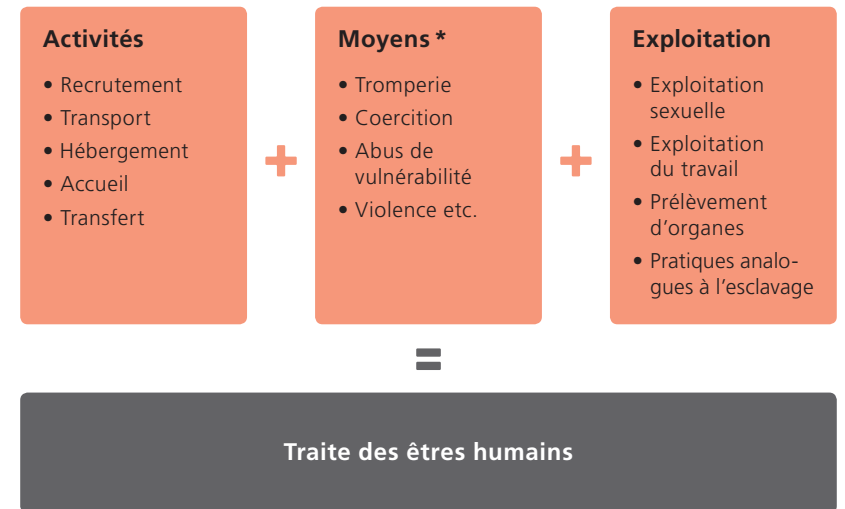 Activités
• Recrutement
• Transport
• Hébergement
• Accueil
• Transfert
+
Moyens *
• Tromperie
• Coercition
• Abus de
vulnérabilité
• Violence etc.
+
Exploitation
• Exploitation
sexuelle
• Exploitation
du travail
• Prélèvement
d’organes
• Pratiques analo-
gues à l’esclavage
=
Traite des êtres humains